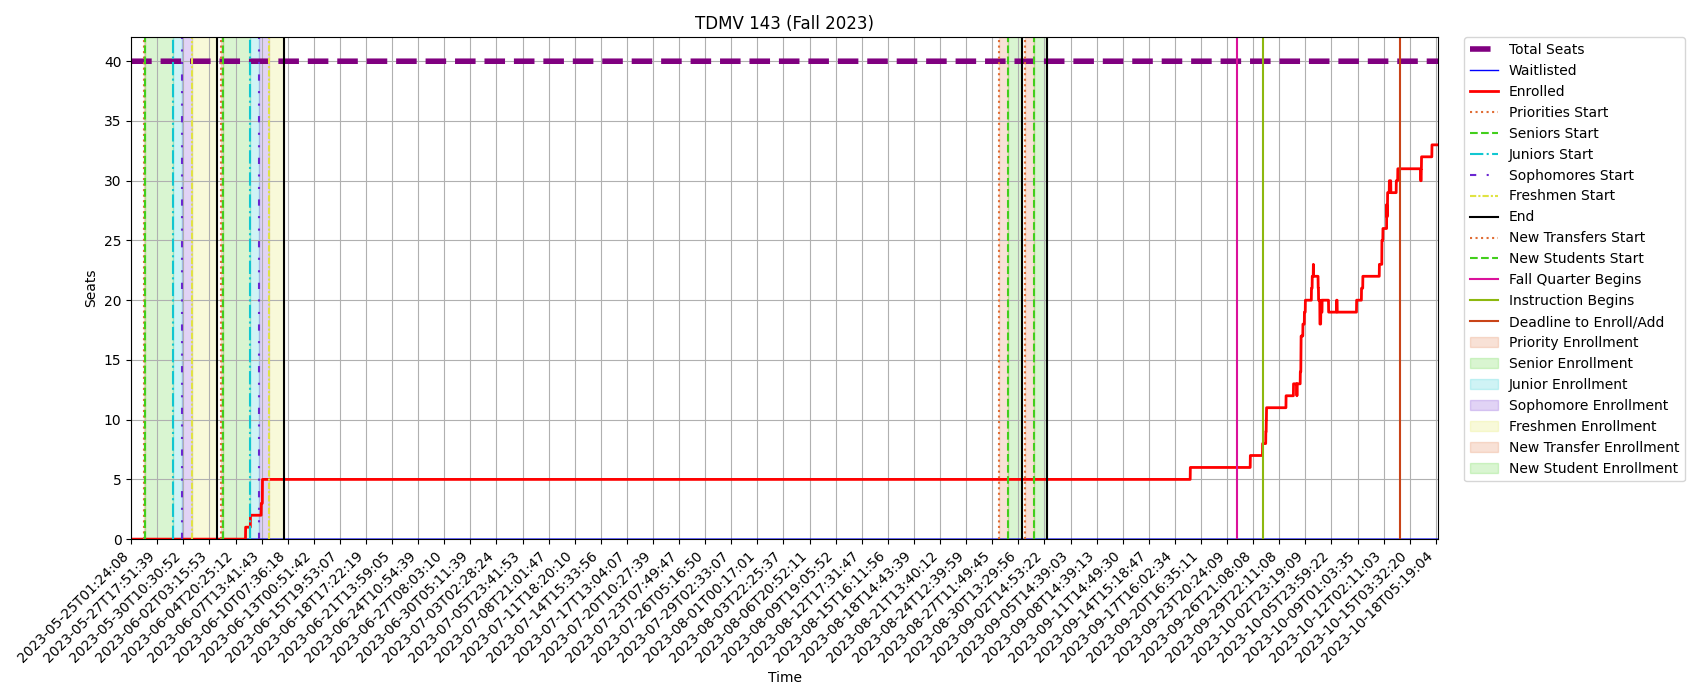 TDMV 143 (Fall 2023)
Seats
40
35
30
25
20
15
10
5
0
2023-05-25T01:24:08
2023-05-27T17:51:39
2023-05-30T10:30:52
2023-06-02T03:15:53
2023-06-04T20:25:12
2023-06-07T13:41:43
2023-06-10T07:36:18
2023-06-13T00:51:42
2023-06-15T19:53:07
2023-06-18T17:22:19
2023-06-21T13:59:05
2023-06-24T10:54:39
2023-06-27T08:03:10
2023-06-30T05:11:39
2023-07-03T02:28:24
2023-07-05T23:41:53
2023-07-08T21:01:47
2023-07-11T18:20:10
2023-07-14T15:33:56
2023-07-17T13:04:07
2023-07-20T10:27:39
2023-07-23T07:49:47
2023-07-26T05:16:50
2023-07-29T02:33:07
2023-08-01T00:17:01
2023-08-03T22:25:37
2023-08-06T20:52:11
2023-08-09T19:05:52
2023-08-12T17:31:47
2023-08-15T16:11:56
2023-08-18T14:43:39
2023-08-21T13:40:12
2023-08-24T12:39:59
2023-08-27T11:49:45
2023-08-30T13:29:56
2023-09-02T14:53:22
2023-09-05T14:39:03
2023-09-08T14:39:13
2023-09-11T14:49:30
2023-09-14T15:18:47
2023-09-17T16:02:34
2023-09-20T16:35:11
2023-09-23T20:24:09
2023-09-26T21:08:08
2023-09-29T22:11:08
2023-10-02T23:19:09
2023-10-05T23:59:22
2023-10-09T01:03:35
2023-10-12T02:11:03
2023-10-15T03:32:20
2023-10-18T05:19:04
Time
Total Seats
Waitlisted
Enrolled
Priorities Start
Seniors Start
Juniors Start
Sophomores Start
Freshmen Start
End
New Transfers Start
New Students Start
Fall Quarter Begins
Instruction Begins
Deadline to Enroll/Add
Priority Enrollment
Senior Enrollment
Junior Enrollment
Sophomore Enrollment
Freshmen Enrollment
New Transfer Enrollment
New Student Enrollment